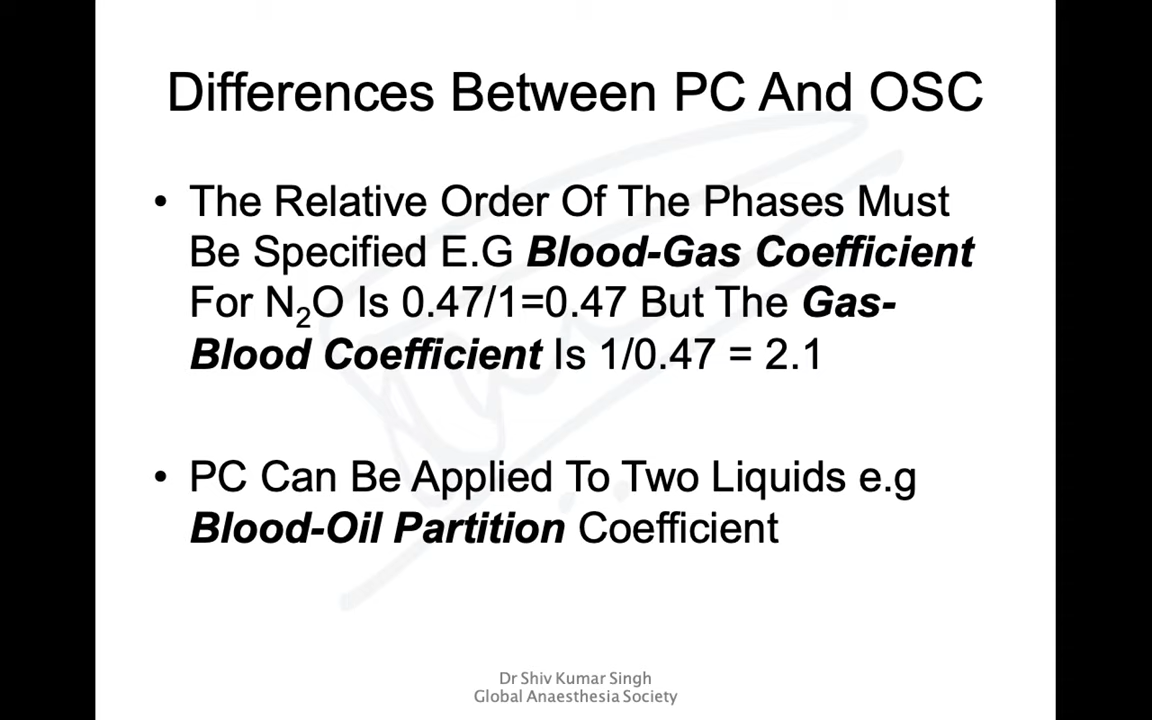 Differences Between PC And OSC
• The Relative Order Of The Phases Must
Be Specified E.G Blood-Gas Coefficient
For N₂O Is 0.47/1=0.47 But The Gas-
Blood Coefficient Is 1/0.47 = 2.1
• PC Can Be Applied To Two Liquids e.g
Blood-Oil Partition Coefficient
Dr Shiv Kumar Singh
Global Anaesthesia Society